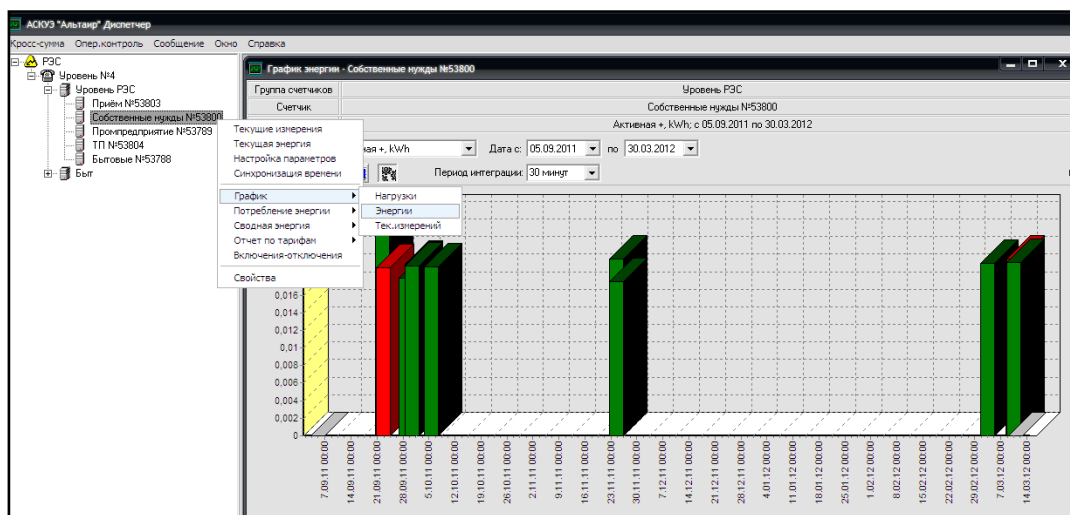 АСКУЭ "Альтаир" Диспетчер
Кросс-сумма Опер.контроль Сообщение Окно Справка
РЭС
Уровень №4
Уровень РЭС
Приём №53803
Собственные нужды №53800
Промпредприятие №53789
ТП №53804
Бытовые №53788
Быт
График энергии - Собственные нужды №53800
Группа счетчиков Уровень РЭС
Счетчик Собственные нужды №53800
Активная +, kWh; с 05.09.2011 по 30.03.2012
ная +, kWh Дата с: 05.09.2011 по 30.03.2012
Период интеграции: 30 минут
Текущие измерения
Текущая энергия
Настройка параметров
Синхронизация времени
График
Потребление энергии
Сводная энергия
Отчет по тарифам
Включения-отключения
Свойства
Нагрузки
Энергии
Тек.измерений
0,016
0,014
0,012
0,01
0,008
0,006
0,004
0,002
0
7.09.11 00:00
14.09.11 00:00
21.09.11 00:00
28.09.11 00:00
5.10.11 00:00
12.10.11 00:00
19.10.11 00:00
26.10.11 00:00
2.11.11 00:00
9.11.11 00:00
16.11.11 00:00
23.11.11 00:00
30.11.11 00:00
7.12.11 00:00
14.12.11 00:00
21.12.11 00:00
28.12.11 00:00
4.01.12 00:00
11.01.12 00:00
18.01.12 00:00
25.01.12 00:00
1.02.12 00:00
8.02.12 00:00
15.02.12 00:00
22.02.12 00:00
29.02.12 00:00
7.03.12 00:00
14.03.12 00:00